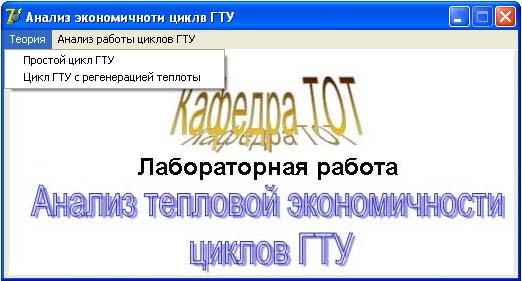 Анализ экономичноти циклв ГТУ
Теория Анализ работы циклов ГТУ
Простой цикл ГТУ
Цикл ГТУ с регенерацией теплоты
Кафедра ТОТ
Лабораторная работа
Анализ тепловой экономичности
циклов ГТУ